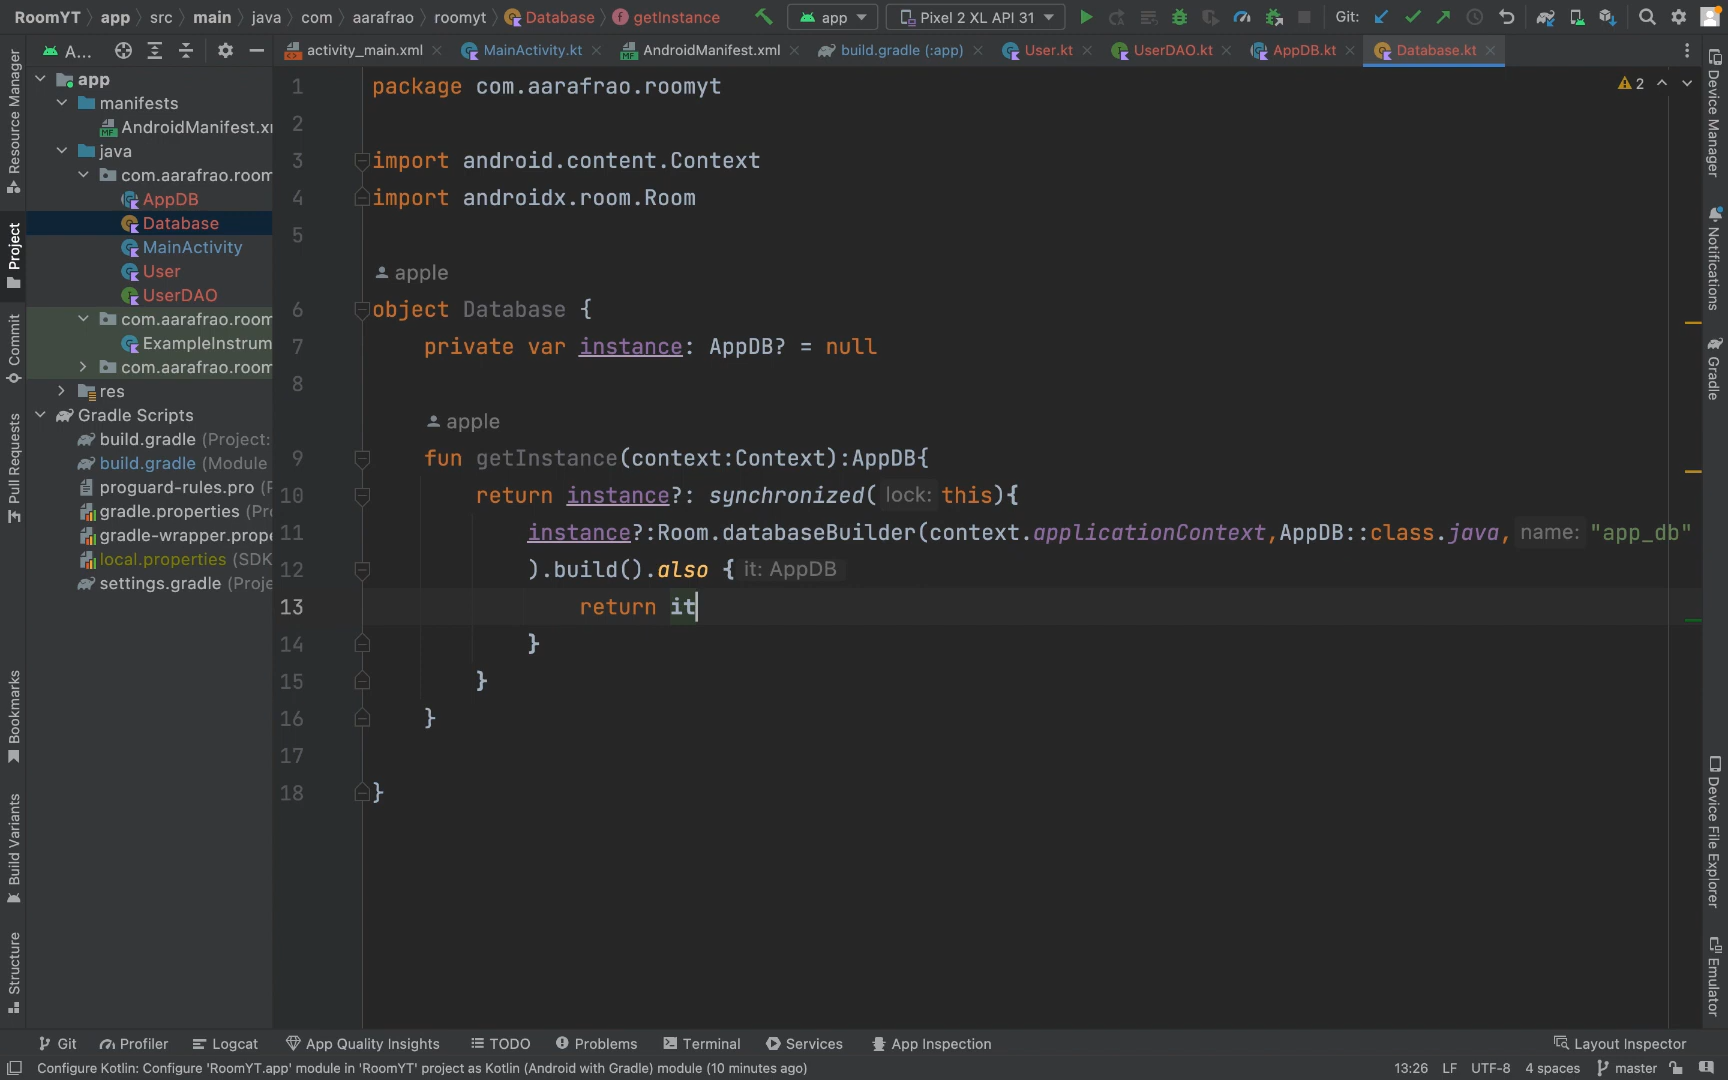 RoomYT app src main java com aarafrao roomyt Database getInstance app Pixel 2 XL API 31 Git:
A... activity_main.xml MainActivity.kt AndroidManifest.xml build.gradle (:app) User.kt UserDAO.kt AppDB.kt Database.kt
Resource Manager
Project
Commit
Pull Requests
Bookmarks
Build Variants
Structure
app
manifests
AndroidManifest.xr
java
com.aarafrao.room
AppDB
Database
MainActivity
User
UserDAO
com.aarafrao.room
ExampleInstrum
com.aarafrao.room
res
Gradle Scripts
build.gradle (Project:
build.gradle (Module
proguard-rules.pro (F
gradle.properties (Pro
gradle-wrapper.prope
local.properties (SDK
settings.gradle (Proje
1 package com.aarafrao.roomyt
2
3 import android.content.Context
4 import androidx.room.Room
5
apple
6 object Database {
7 private var instance: AppDB? = null
8
apple
9 fun getInstance(context:Context):AppDB{
10 return instance?: synchronized( lock: this){
11 instance?:Room.databaseBuilder(context.applicationContext,AppDB::class.java, name: "app_db"
12 ).build().also { it: AppDB
13 return it
14 }
15 }
16 }
17
18 }
2
Device Manager
Notifications
Gradle
Device File Explorer
Emulator
Git Profiler Logcat App Quality Insights TODO Problems Terminal Services App Inspection Layout Inspector
Configure Kotlin: Configure 'RoomYT.app' module in 'RoomYT' project as Kotlin (Android with Gradle) module (10 minutes ago) 13:26 LF UTF-8 4 spaces master